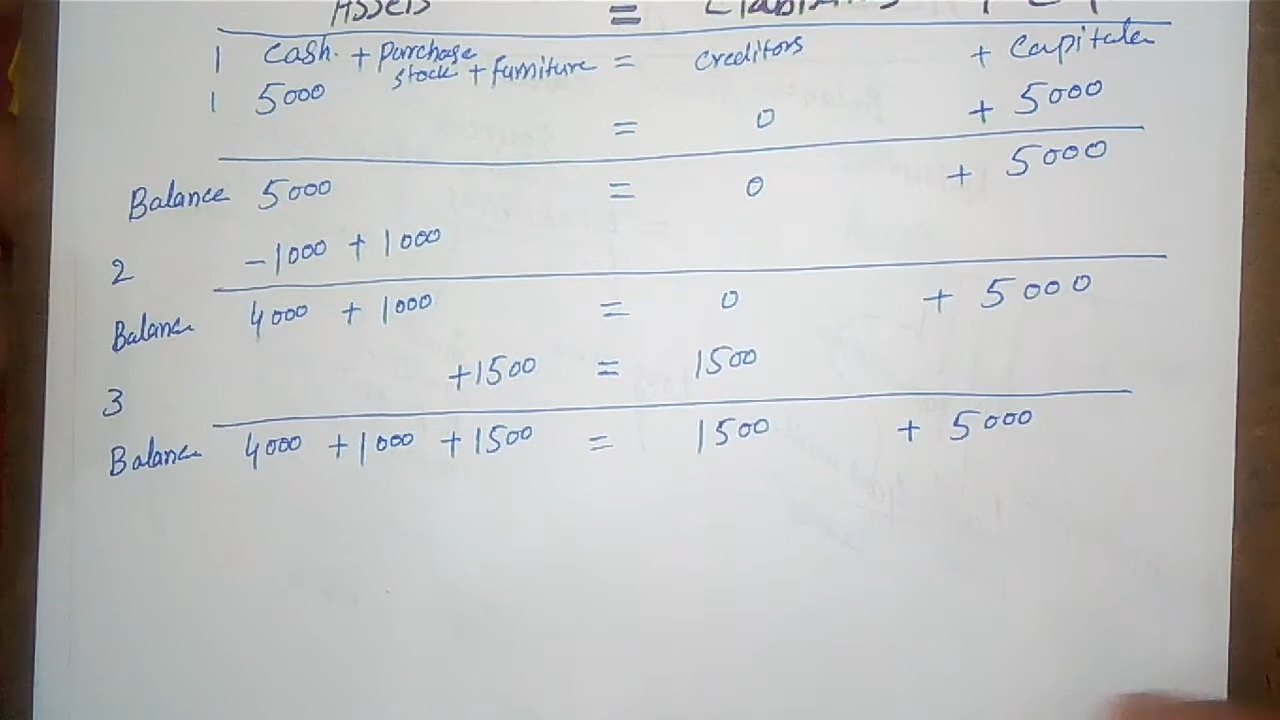 Assets =
1 cash. + purchase stock + furniture = creditors + capital
1 5000 = 0 + 5000
Balance 5000 = 0 + 5000
2 -1000 + 1000
Balance 4000 + 1000 = 0 + 5000
3 +1500 = 1500
Balance 4000 + 1000 + 1500 = 1500 + 5000